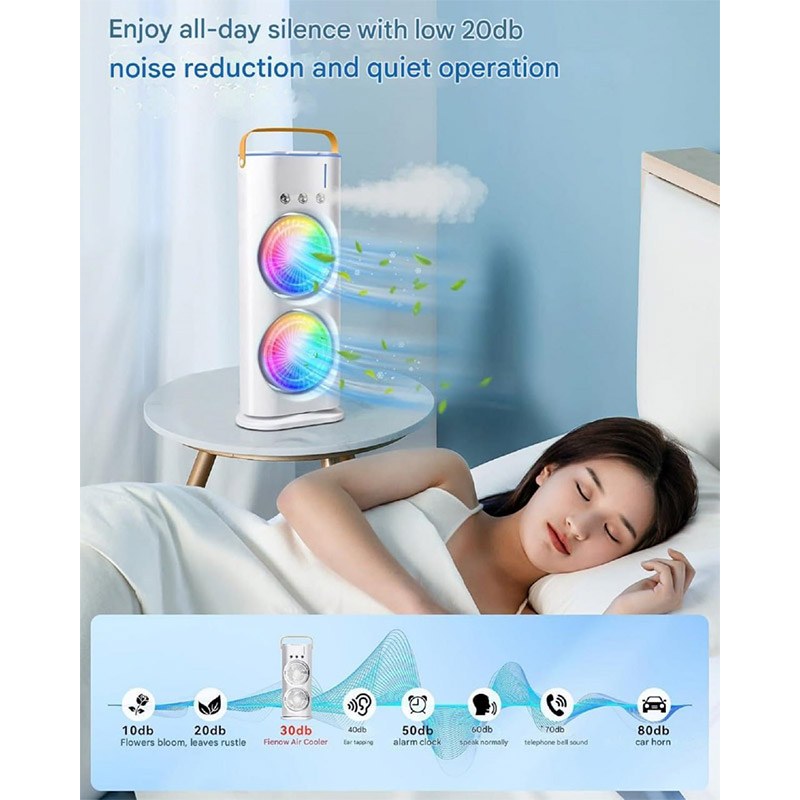 Enjoy all-day silence with low 20db
noise reduction and quiet operation
10db 20db 30db 40db 50db 60db 70db 80db
Flowers bloom, leaves rustle Fienow Air Cooler Ear tapping alarm clock speak normally telephone bell sound car horn